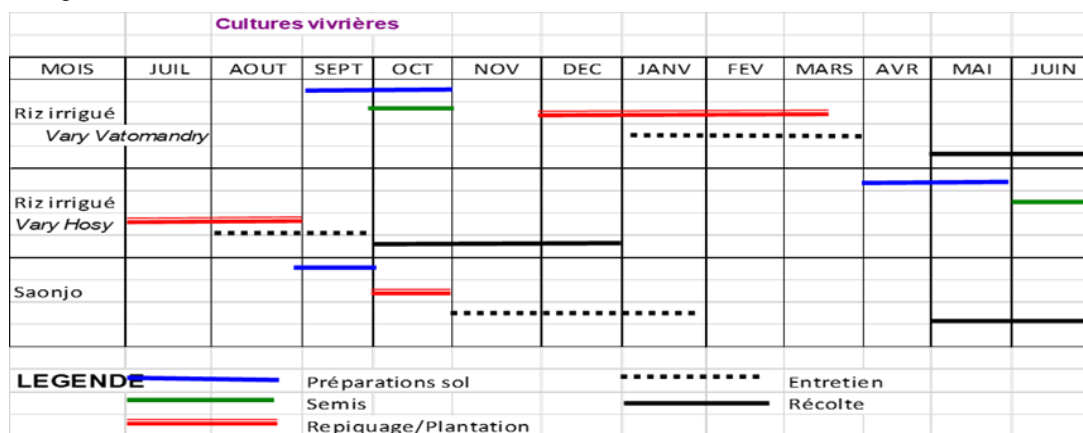 Cultures vivrières
MOIS JUIL AOUT SEPT OCT NOV DEC JANV FEV MARS AVR MAI JUIN
Riz irrigué
Vary Vatomandry
Riz irrigué
Vary Hosy
Saonjo
LEGENDE Préparations sol Entretien
Semis Récolte
Repiquage/Plantation